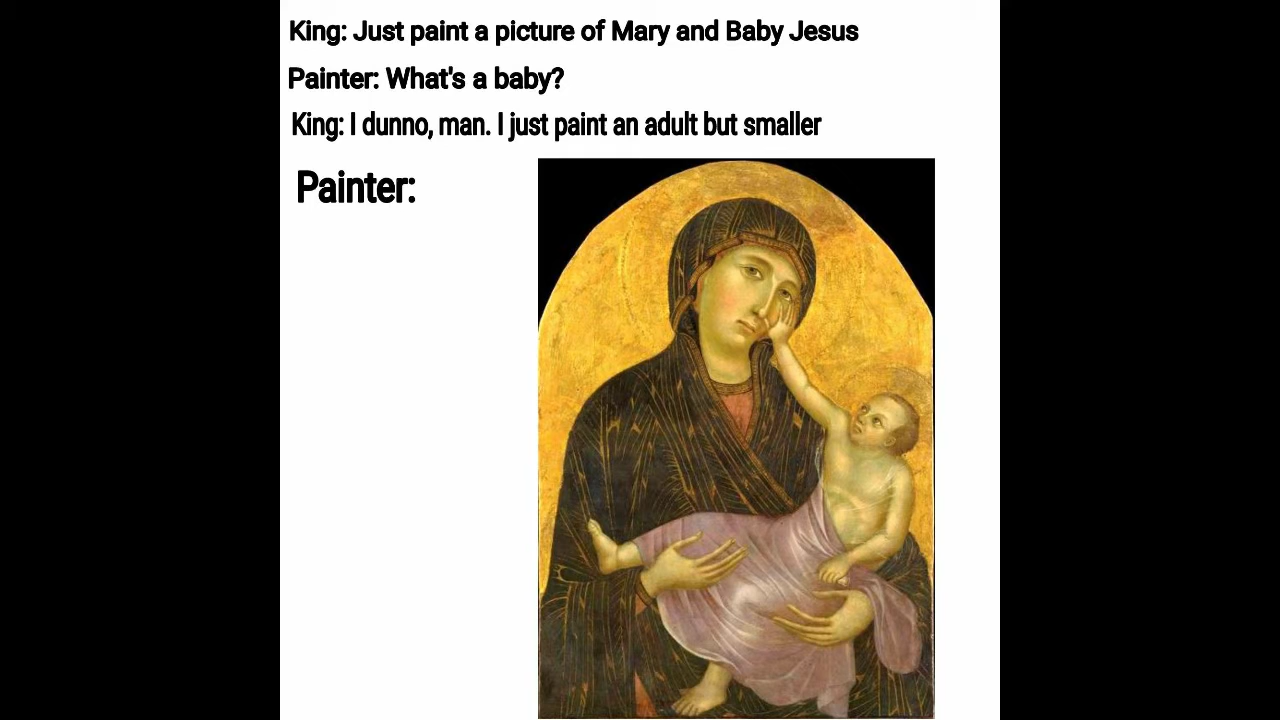 King: Just paint a picture of Mary and Baby Jesus
Painter: What's a baby?
King: I dunno, man. I just paint an adult but smaller
Painter: